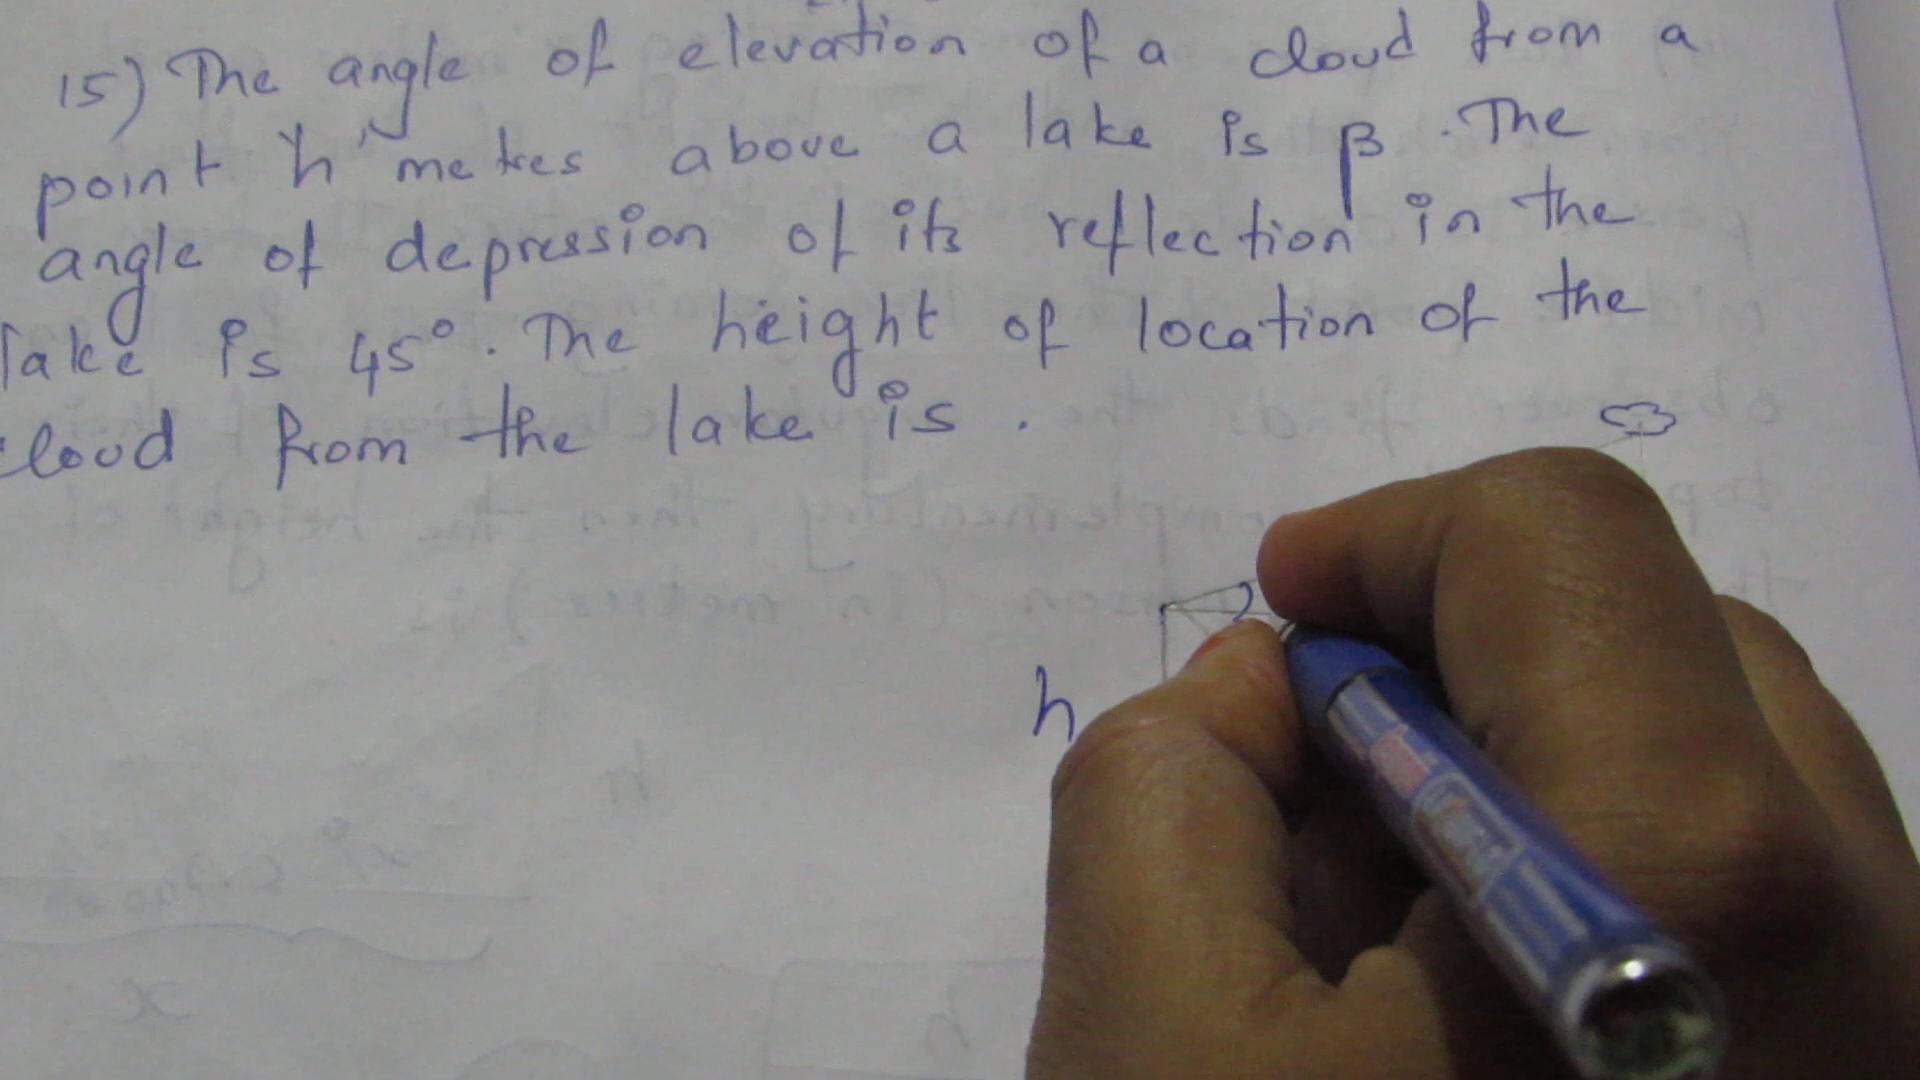 15) The angle of elevation of a cloud from a
point 'h' metres above a lake is β. The
angle of depression of its reflection in the
lake is 45°. The height of location of the
cloud from the lake is.
h